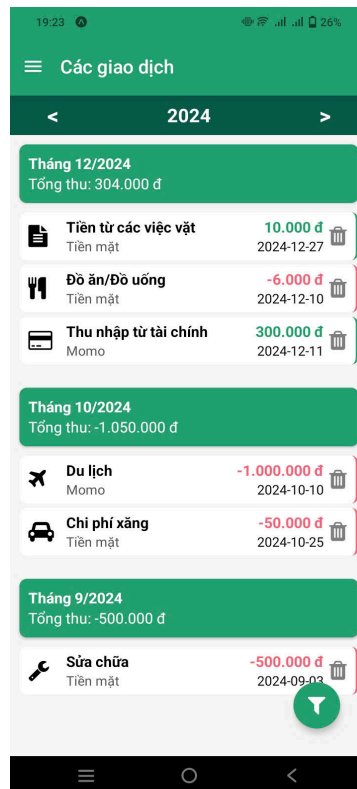 19:23
26%
Các giao dịch
< 2024 >
Tháng 12/2024
Tổng thu: 304.000 đ
Tiền từ các việc vặt 10.000 đ
Tiền mặt 2024-12-27
Đồ ăn/Đồ uống -6.000 đ
Tiền mặt 2024-12-10
Thu nhập từ tài chính 300.000 đ
Momo 2024-12-11
Tháng 10/2024
Tổng thu: -1.050.000 đ
Du lịch -1.000.000 đ
Momo 2024-10-10
Chi phí xăng -50.000 đ
Tiền mặt 2024-10-25
Tháng 9/2024
Tổng thu: -500.000 đ
Sửa chữa -500.000 đ
Tiền mặt 2024-09-03